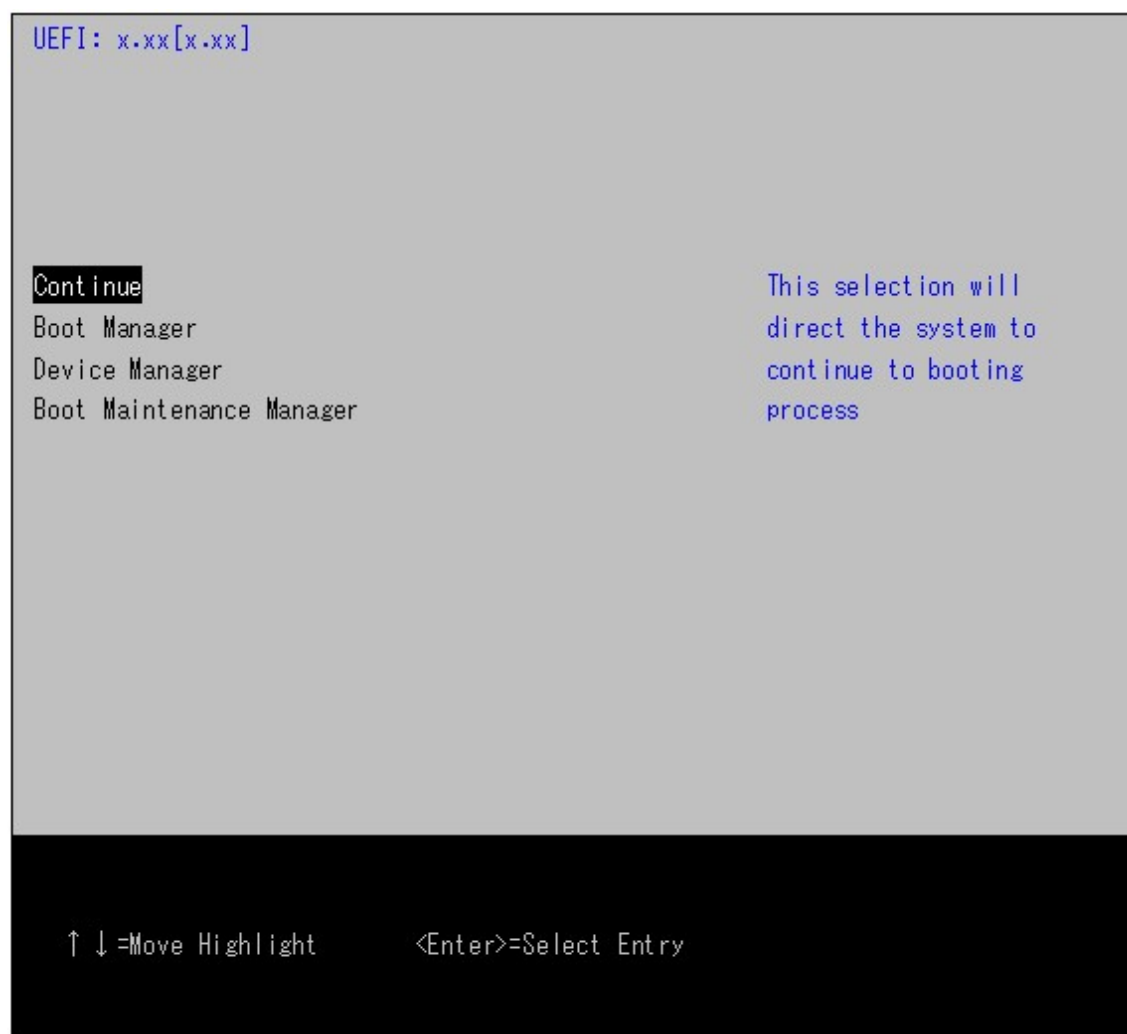 UEFI: x.xx[x.xx]
Continue
Boot Manager
Device Manager
Boot Maintenance Manager
This selection will
direct the system to
continue to booting
process
↑↓=Move Highlight <Enter>=Select Entry